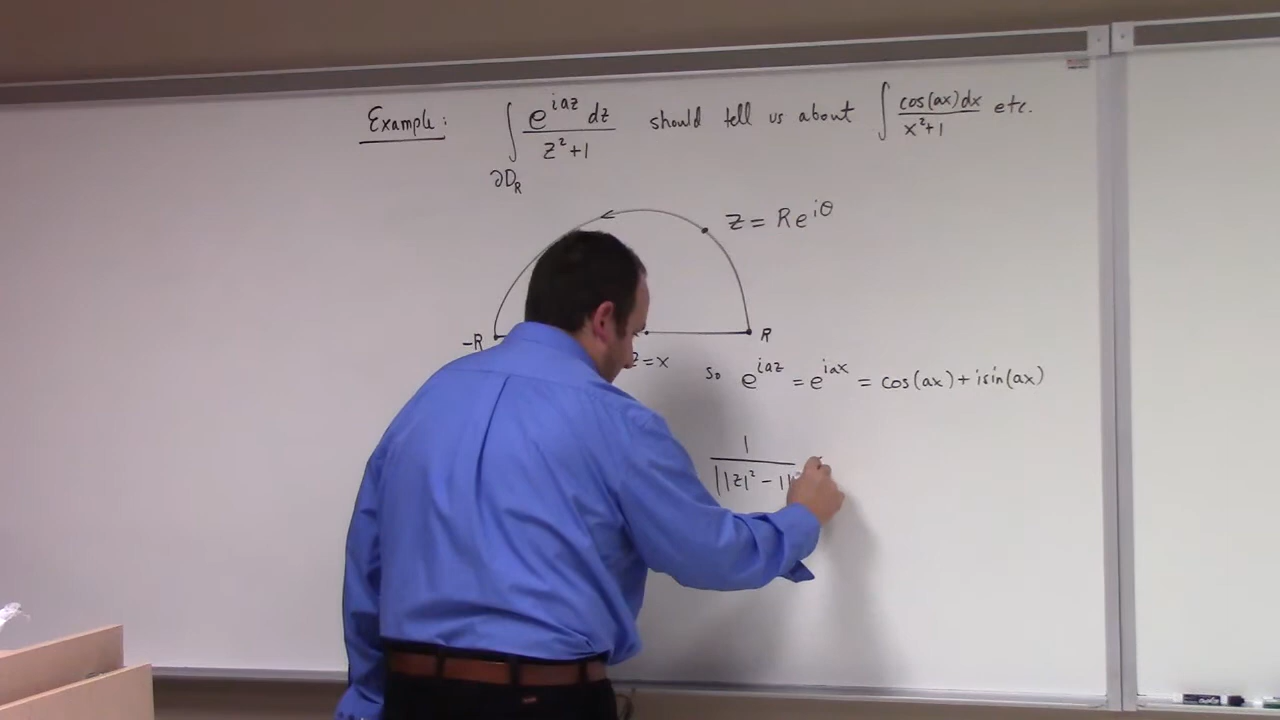 Example: ∫_{∂D_R} e^{iaz} dz / (z²+1) should tell us about ∫ cos(ax)dx / (x²+1) etc.
z = Re^{iθ}
-R R
z=x so e^{iaz} = e^{iax} = cos(ax)+isin(ax)
1 / ||z|² - 1|